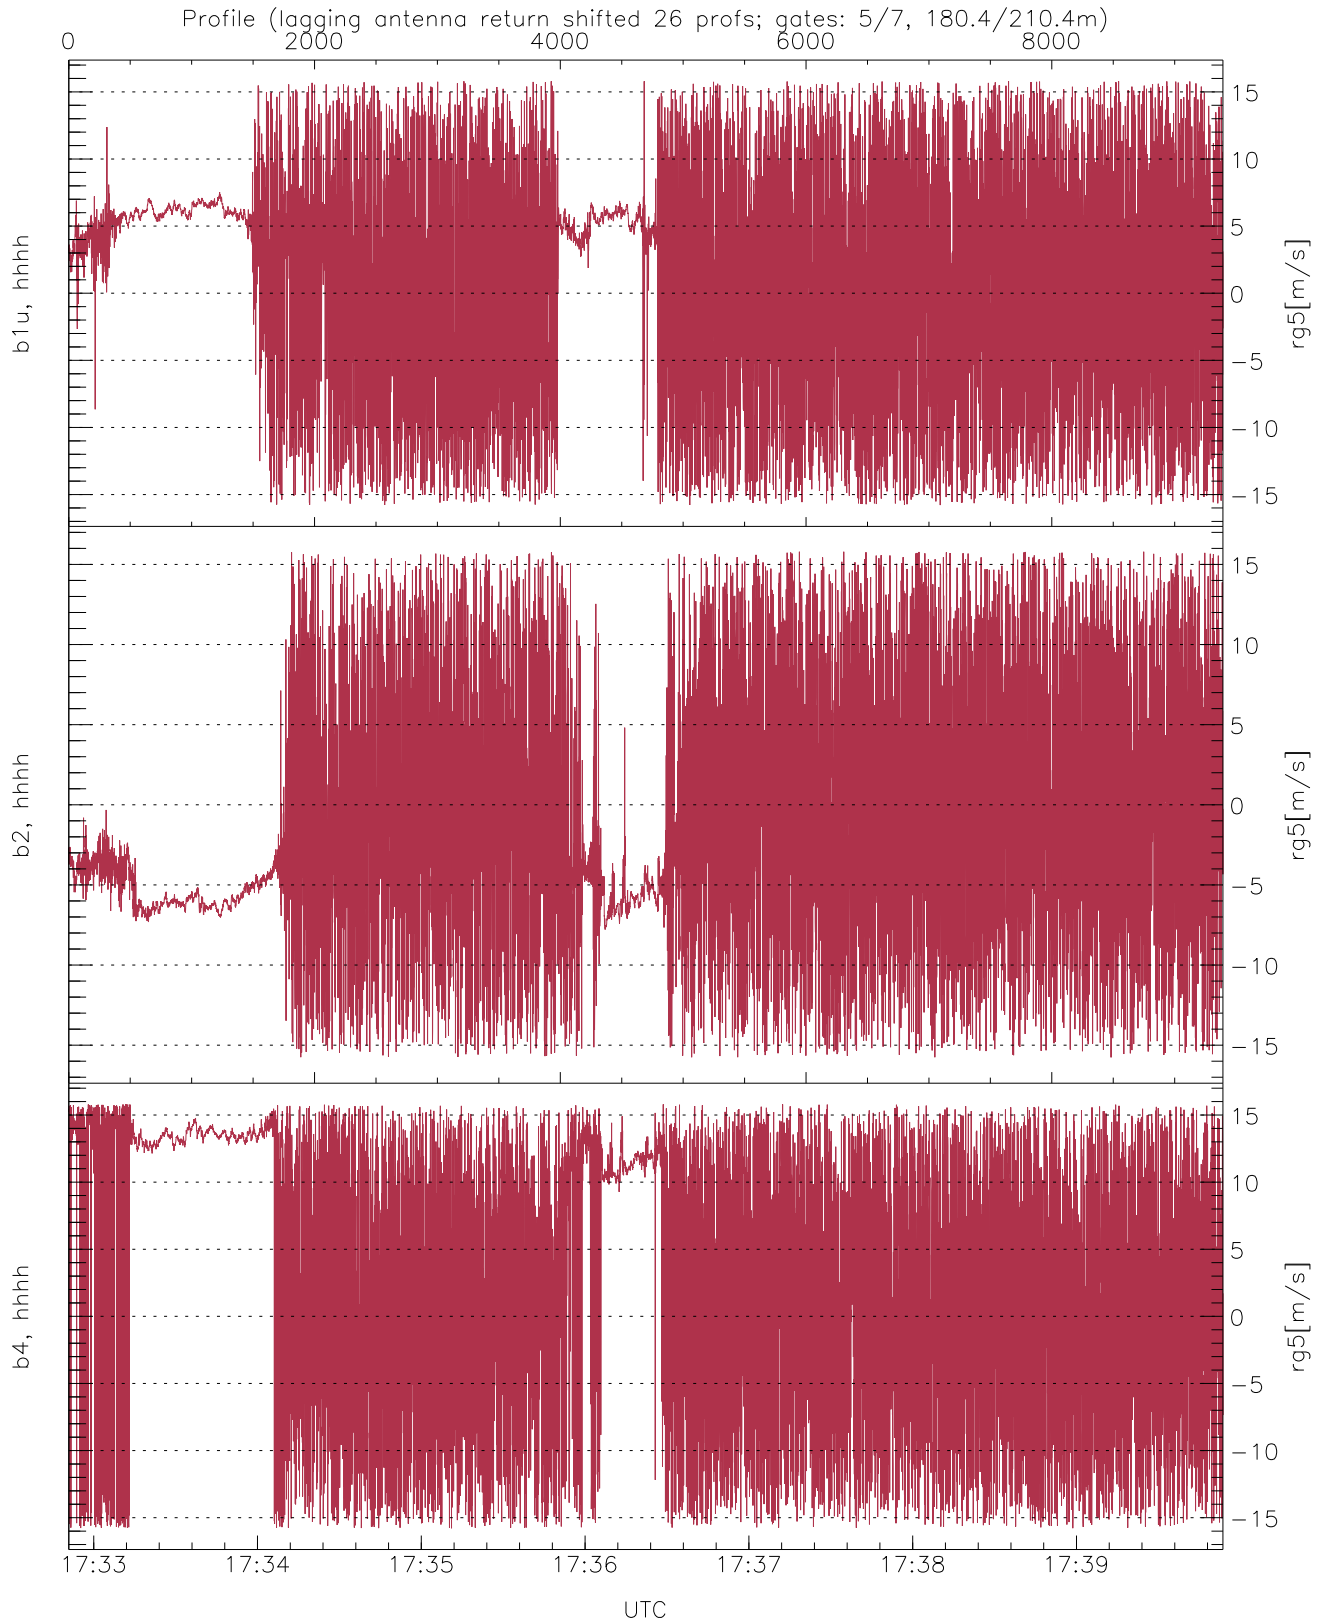 Profile (lagging antenna return shifted 26 profs; gates: 5/7, 180.4/210.4m)
0 2000 4000 6000 8000
b1u, hhhh
15
10
5
0
-5
-10
-15
rg5[m/s]
b2, hhhh
15
10
5
0
-5
-10
-15
rg5[m/s]
b4, hhhh
15
10
5
0
-5
-10
-15
rg5[m/s]
17:33 17:34 17:35 17:36 17:37 17:38 17:39
UTC